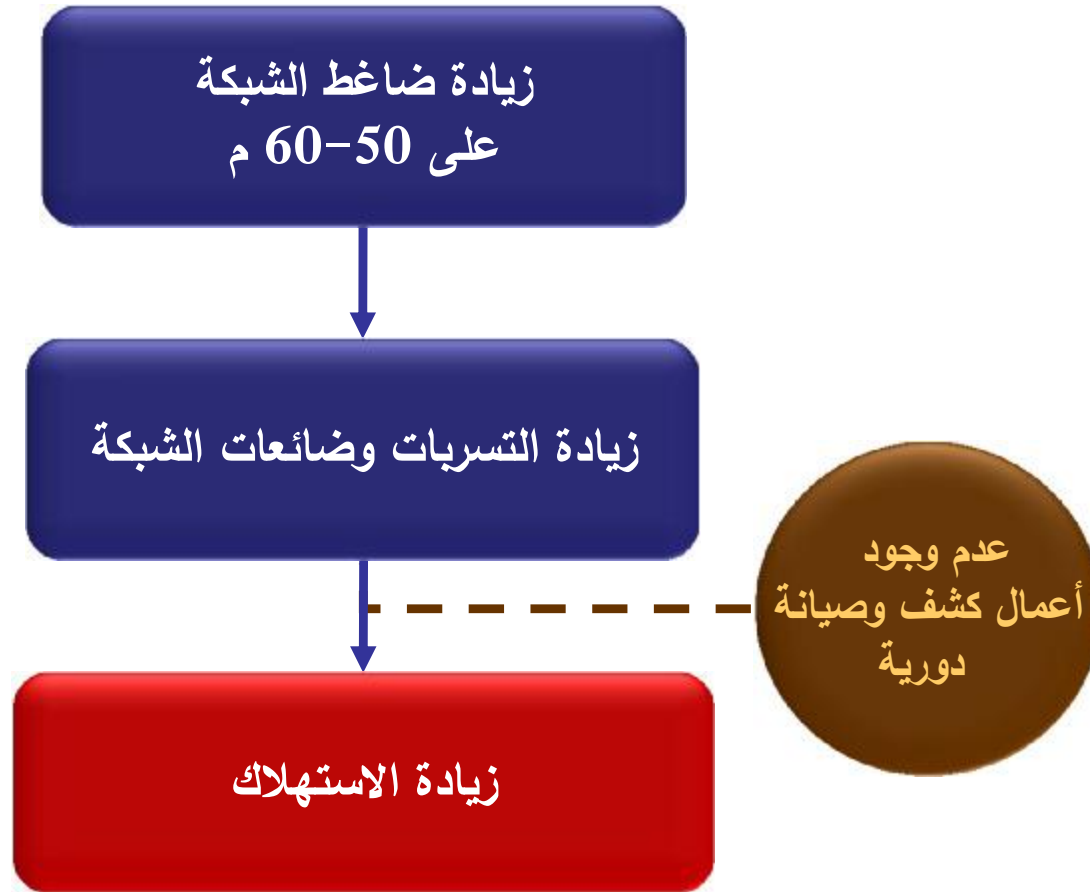 زيادة ضاغط الشبكة
على 50-60 م
زيادة التسربات وضائعات الشبكة
عدم وجود
أعمال كشف وصيانة
دورية
زيادة الاستهلاك